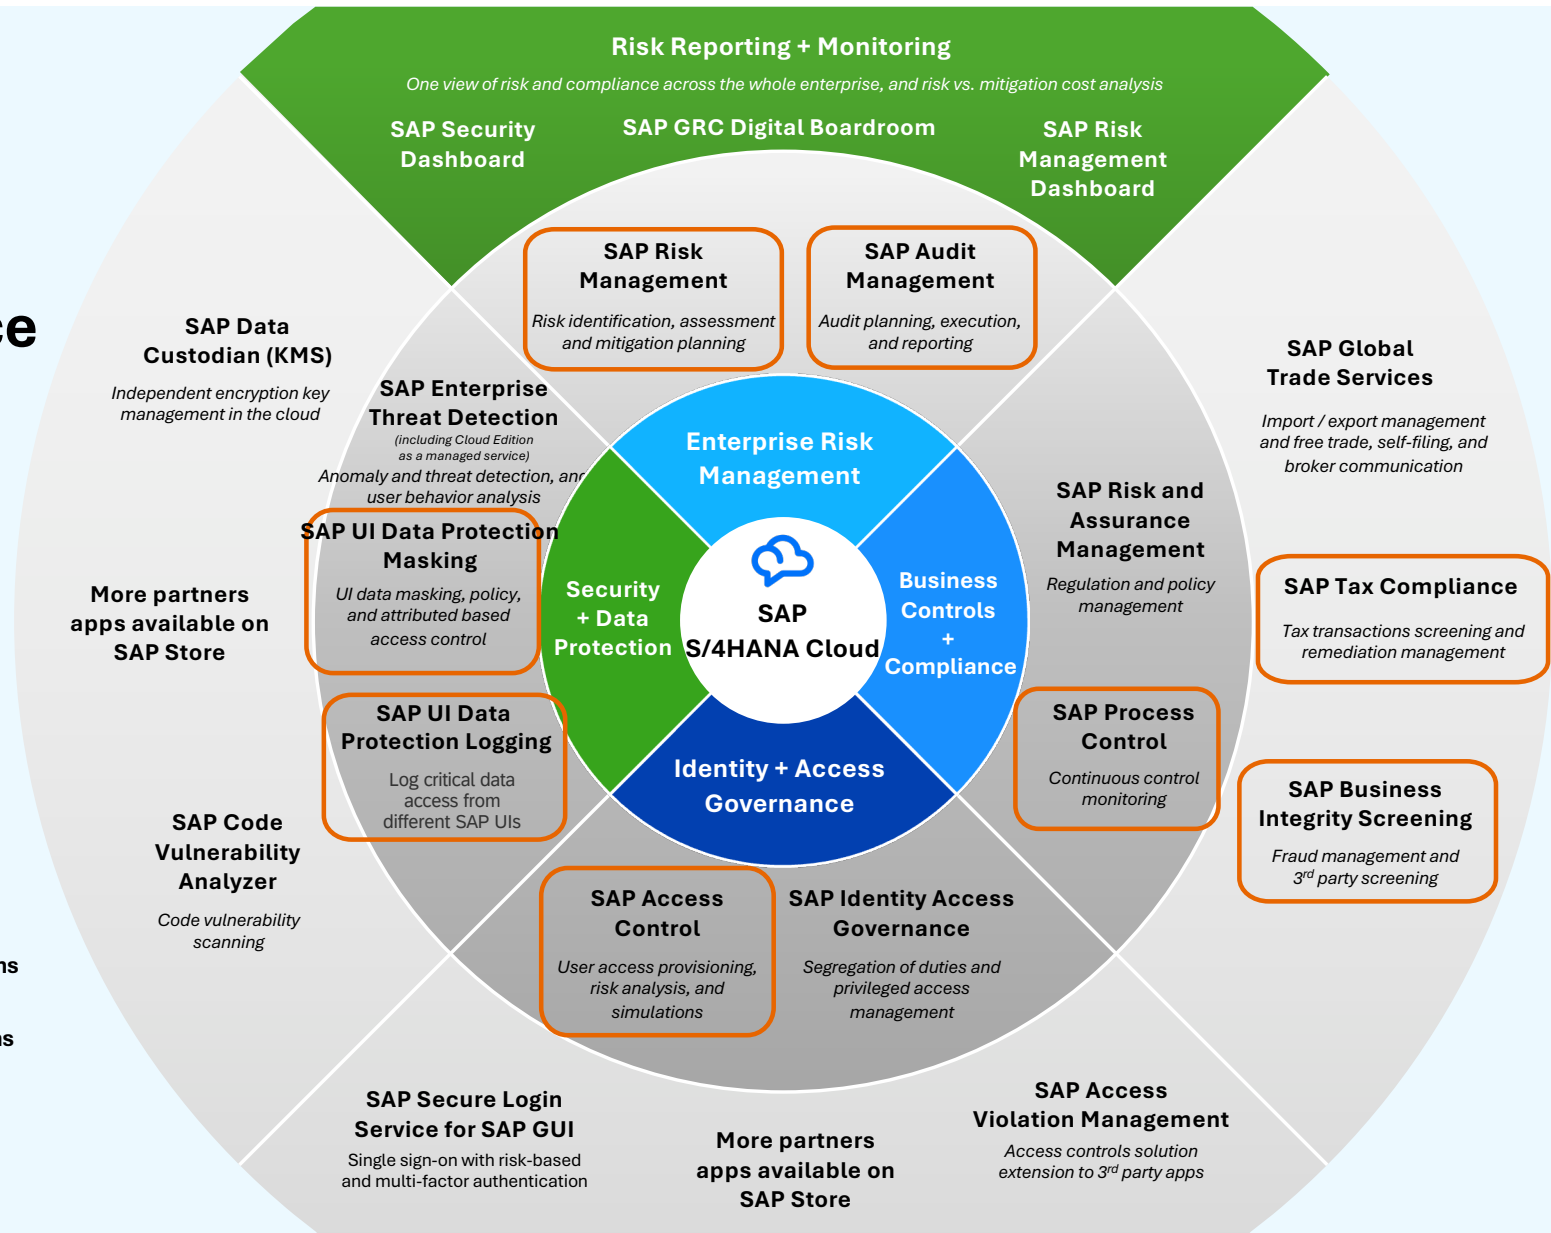 Risk Reporting + Monitoring
One view of risk and compliance across the whole enterprise, and risk vs. mitigation cost analysis
SAP Security
Dashboard
SAP GRC Digital Boardroom
SAP Risk
Management
Dashboard
SAP Risk
Management
Risk identification, assessment
and mitigation planning
SAP Audit
Management
Audit planning, execution,
and reporting
ce
SAP Data
Custodian (KMS)
Independent encryption key
management in the cloud
SAP Enterprise
Threat Detection
(including Cloud Edition
as a managed service)
Anomaly and threat detection, and
user behavior analysis
SAP UI Data Protection
Masking
UI data masking, policy,
and attributed based
access control
More partners
apps available on
SAP Store
SAP UI Data
Protection Logging
Log critical data
access from
different SAP UIs
SAP Code
Vulnerability
Analyzer
Code vulnerability
scanning
ns
ns
Enterprise Risk
Management
Security
+ Data
Protection
SAP
S/4HANA Cloud
Business
Controls
+
Compliance
Identity + Access
Governance
SAP Risk and
Assurance
Management
Regulation and policy
management
SAP Process
Control
Continuous control
monitoring
SAP Global
Trade Services
Import / export management
and free trade, self-filing, and
broker communication
SAP Tax Compliance
Tax transactions screening and
remediation management
SAP Business
Integrity Screening
Fraud management and
3rd party screening
SAP Access
Control
User access provisioning,
risk analysis, and
simulations
SAP Identity Access
Governance
Segregation of duties and
privileged access
management
SAP Secure Login
Service for SAP GUI
Single sign-on with risk-based
and multi-factor authentication
More partners
apps available on
SAP Store
SAP Access
Violation Management
Access controls solution
extension to 3rd party apps